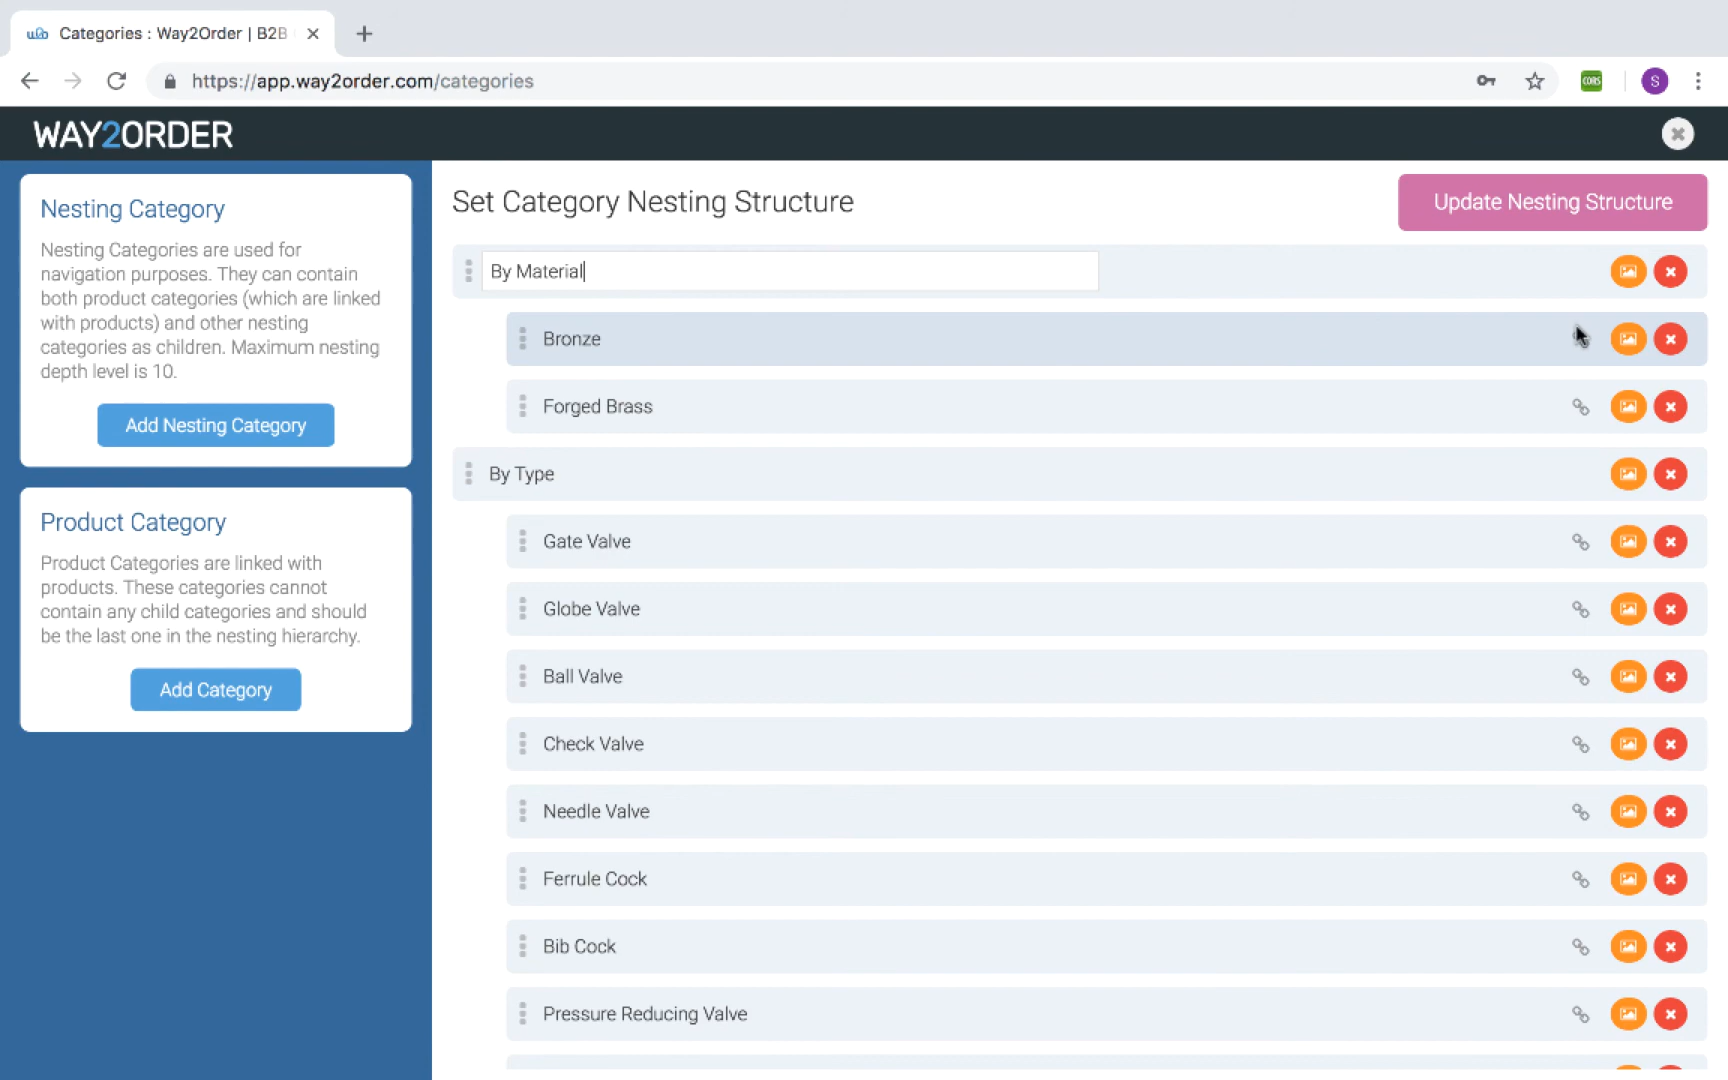 Categories : Way2Order | B2B
https://app.way2order.com/categories
CORS
S
WAY2ORDER
Nesting Category
Nesting Categories are used for
navigation purposes. They can contain
both product categories (which are linked
with products) and other nesting
categories as children. Maximum nesting
depth level is 10.
Add Nesting Category
Product Category
Product Categories are linked with
products. These categories cannot
contain any child categories and should
be the last one in the nesting hierarchy.
Add Category
Set Category Nesting Structure
Update Nesting Structure
By Material
Bronze
Forged Brass
By Type
Gate Valve
Globe Valve
Ball Valve
Check Valve
Needle Valve
Ferrule Cock
Bib Cock
Pressure Reducing Valve